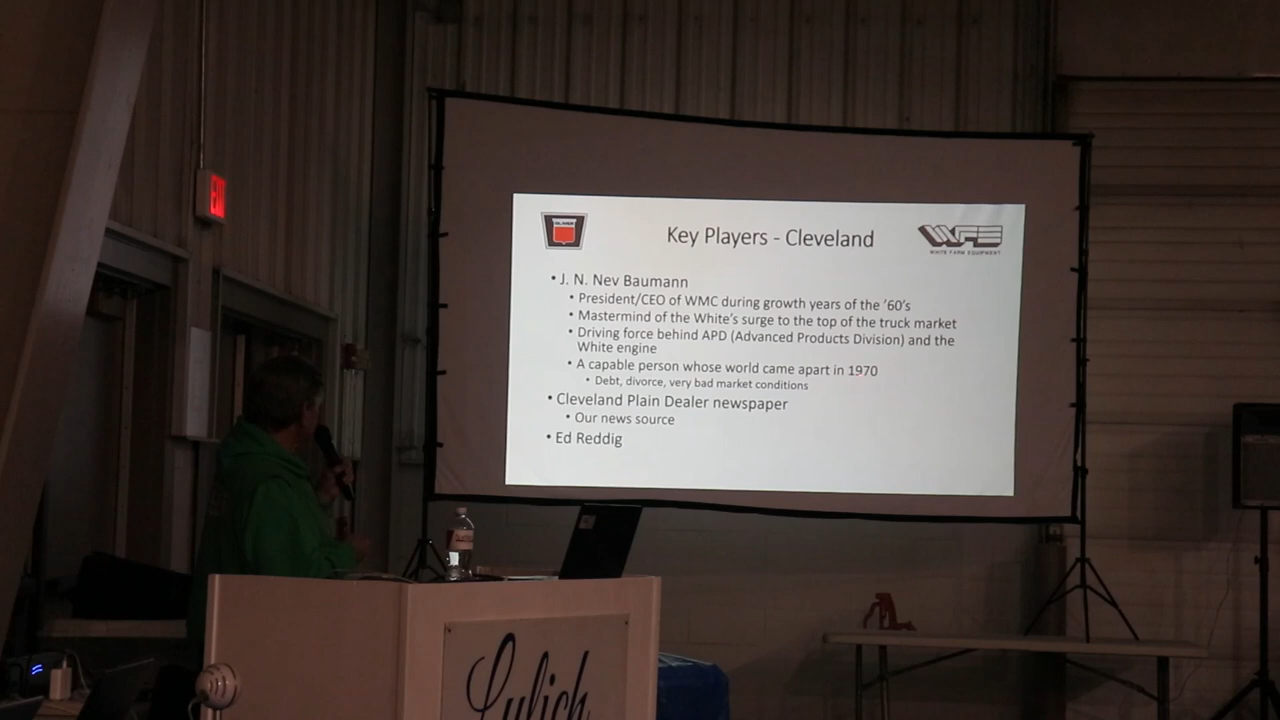 EXIT
OLIVER
Key Players - Cleveland
WFE
WHITE FARM EQUIPMENT
• J. N. Nev Baumann
• President/CEO of WMC during growth years of the '60's
• Mastermind of the White's surge to the top of the truck market
• Driving force behind APD (Advanced Products Division) and the
White engine
• A capable person whose world came apart in 1970
• Debt, divorce, very bad market conditions
• Cleveland Plain Dealer newspaper
• Our news source
• Ed Reddig
Lulich